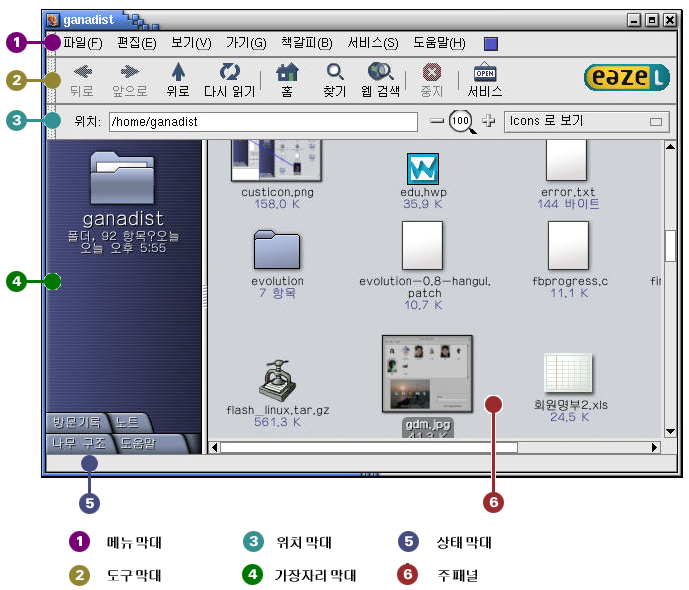 ganadist
1 파일(F) 편집(E) 보기(V) 가기(G) 책갈피(B) 서비스(S) 도움말(H)
2 뒤로 앞으로 위로 다시 읽기 홈 찾기 웹 검색 중지 OPEN 서비스 eazel
3 위치: /home/ganadist 100 Icons 로 보기
ganadist
폴더, 92 항목?오늘
오늘 오후 5:55
4
custicon.png
158.0 K
edu.hwp
35.9 K
error.txt
144 바이트
evolution
7 항목
evolution-0.8-hangul.
patch
10.7 K
fbprogress.c
11.1 K
fir
flash_linux.tar.gz
561.3 K
gdm.jpg
41.3 K
회원명부2.xls
24.5 K
방문기록 노트
나무 구조 도움말
5
6
1 메뉴 막대
3 위치 막대
5 상태 막대
2 도구 막대
4 가장자리 막대
6 주 패널